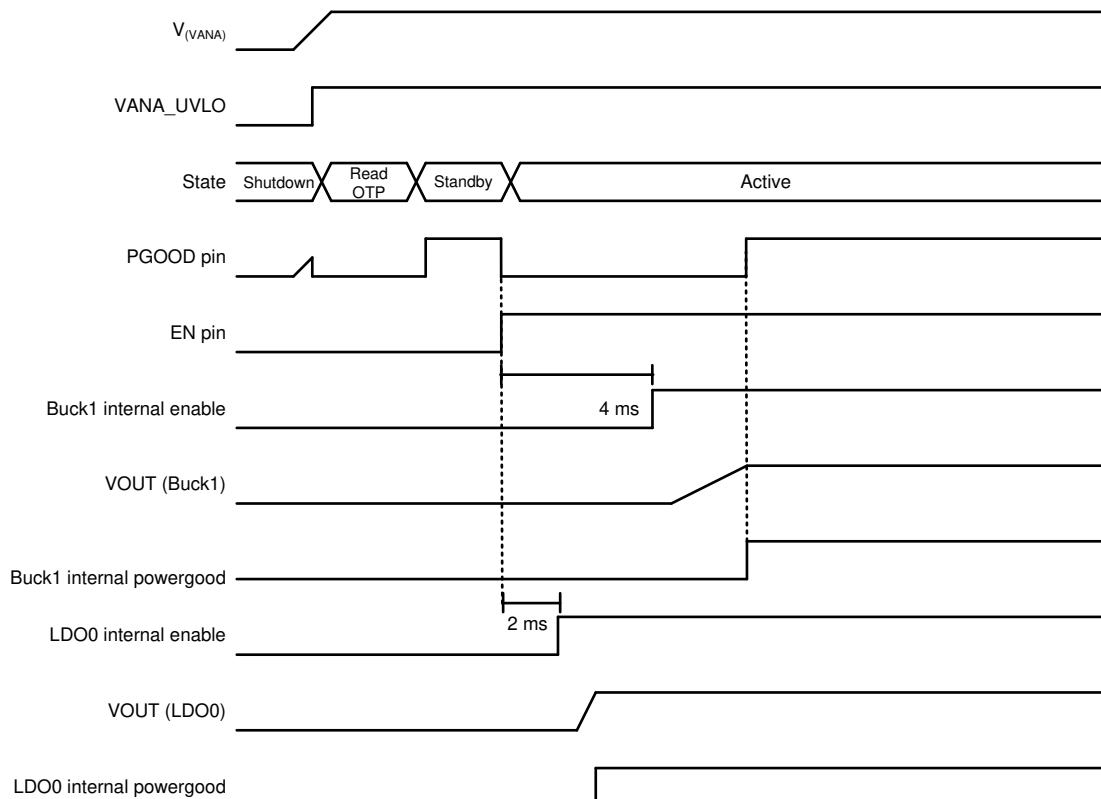 V(VANA)
VANA_UVLO
State
Shutdown
Read
OTP
Standby
Active
PGOOD pin
EN pin
Buck1 internal enable
4 ms
VOUT (Buck1)
Buck1 internal powergood
2 ms
LDO0 internal enable
VOUT (LDO0)
LDO0 internal powergood